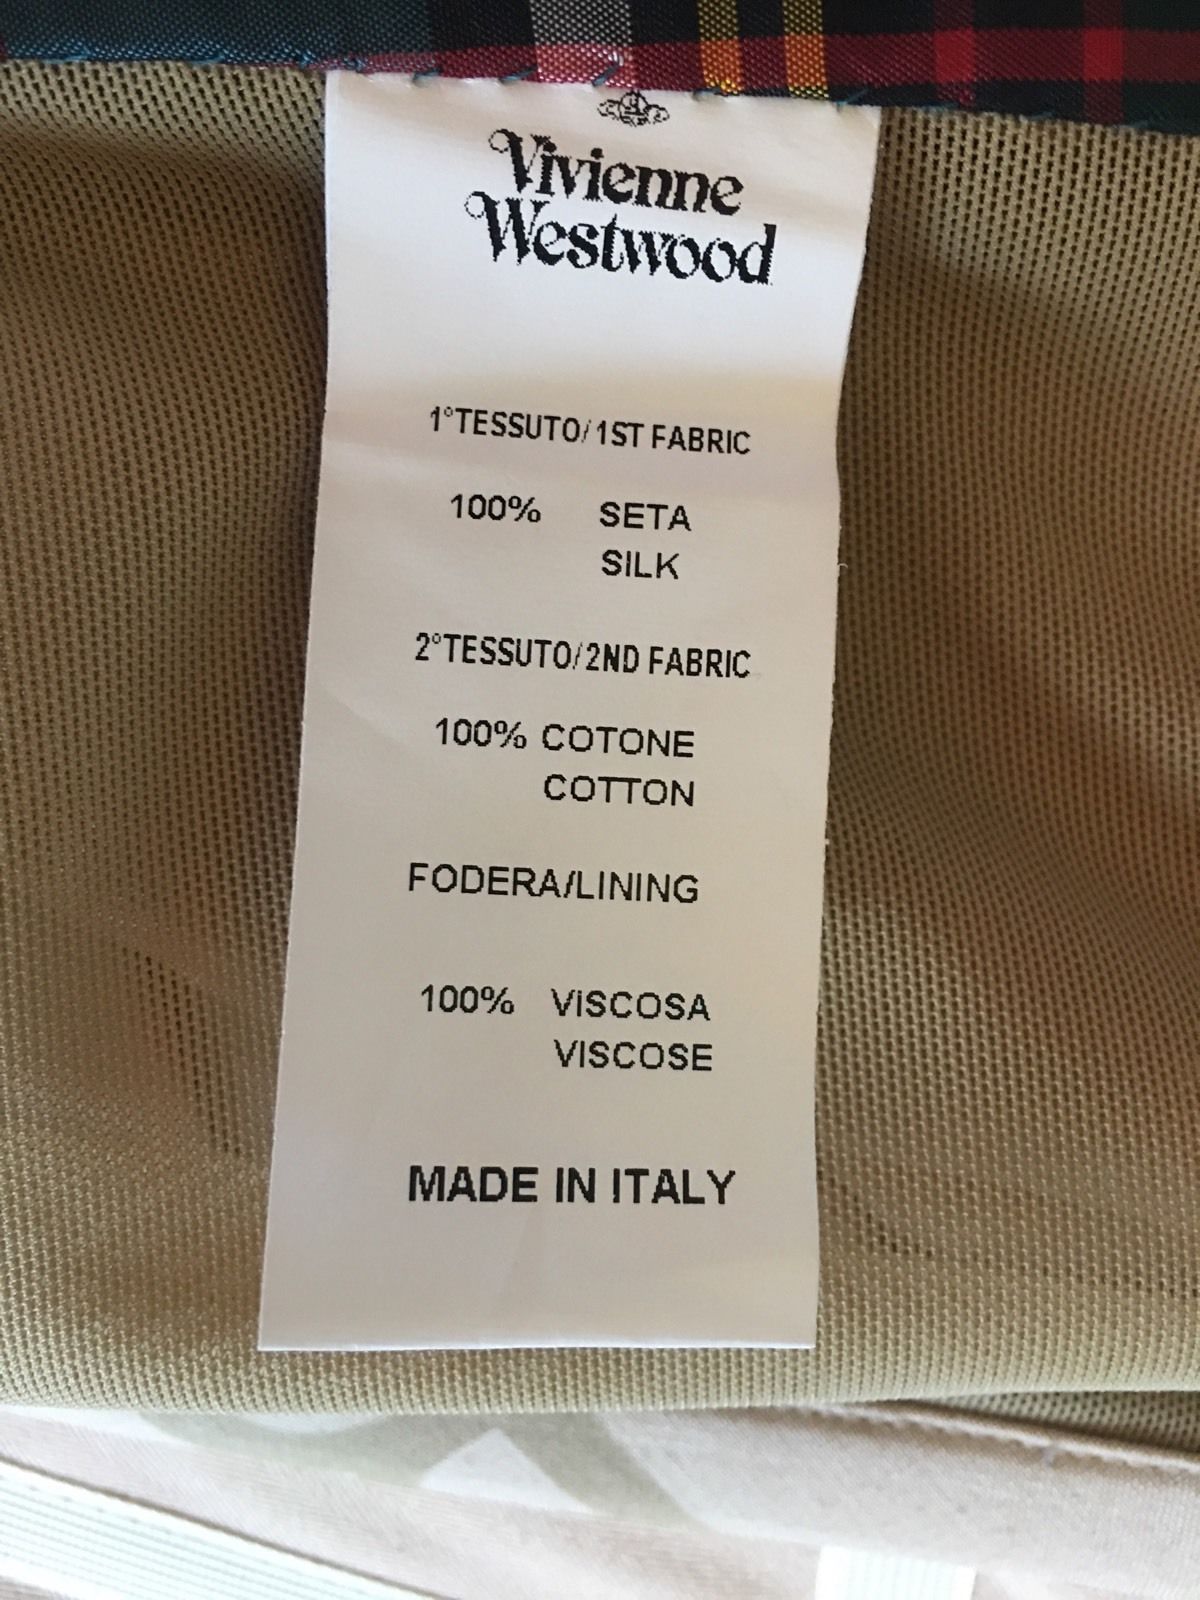 Vivienne
Westwood
1°TESSUTO/1ST FABRIC
100% SETA
SILK
2°TESSUTO/2ND FABRIC
100% COTONE
COTTON
FODERA/LINING
100% VISCOSA
VISCOSE
MADE IN ITALY